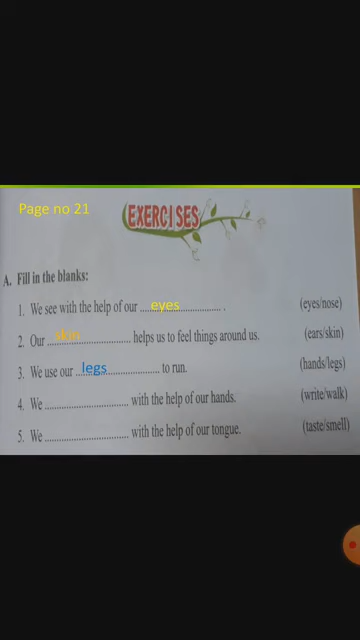 Page no 21
EXERCISES
A. Fill in the blanks:
1. We see with the help of our ....eyes.................. . (eyes/nose)
2. Our ...skin...................... helps us to feel things around us. (ears/skin)
3. We use our ..legs.................. to run. (hands/legs)
4. We ............................. with the help of our hands. (write/walk)
5. We ............................. with the help of our tongue. (taste/smell)